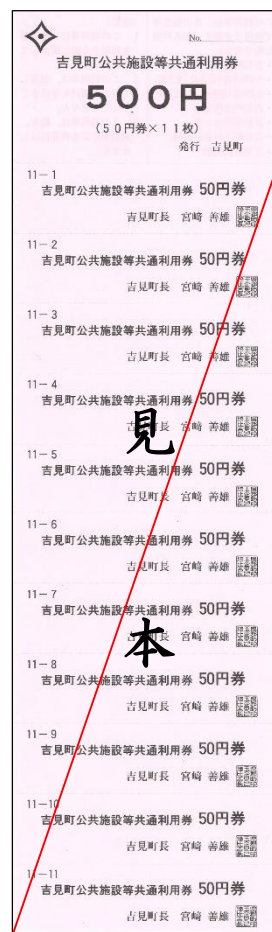 No.
吉見町公共施設等共通利用券
500円
(50円券×11枚)
発行 吉見町
11-1
吉見町公共施設等共通利用券 50円券
吉見町長 宮﨑 善雄
11-2
吉見町公共施設等共通利用券 50円券
吉見町長 宮﨑 善雄
11-3
吉見町公共施設等共通利用券 50円券
吉見町長 宮﨑 善雄
11-4
吉見町公共施設等共通利用券 50円券
吉見町長 宮﨑 善雄
見
11-5
吉見町公共施設等共通利用券 50円券
吉見町長 宮﨑 善雄
11-6
吉見町公共施設等共通利用券 50円券
吉見町長 宮﨑 善雄
11-7
吉見町公共施設等共通利用券 50円券
吉見町長 宮﨑 善雄
本
11-8
吉見町公共施設等共通利用券 50円券
吉見町長 宮﨑 善雄
11-9
吉見町公共施設等共通利用券 50円券
吉見町長 宮﨑 善雄
11-10
吉見町公共施設等共通利用券 50円券
吉見町長 宮﨑 善雄
11-11
吉見町公共施設等共通利用券 50円券
吉見町長 宮﨑 善雄